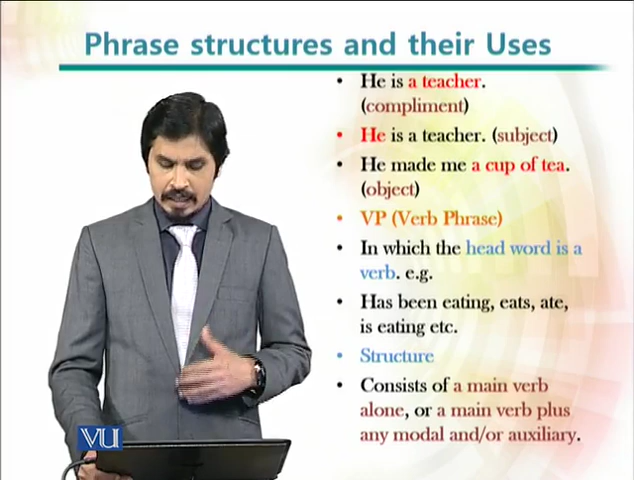 Phrase structures and their Uses
• He is a teacher.
(compliment)
• He is a teacher. (subject)
• He made me a cup of tea.
(object)
• VP (Verb Phrase)
• In which the head word is a
verb. e.g.
• Has been eating, eats, ate,
is eating etc.
• Structure
• Consists of a main verb
alone, or a main verb plus
any modal and/or auxiliary.
VU